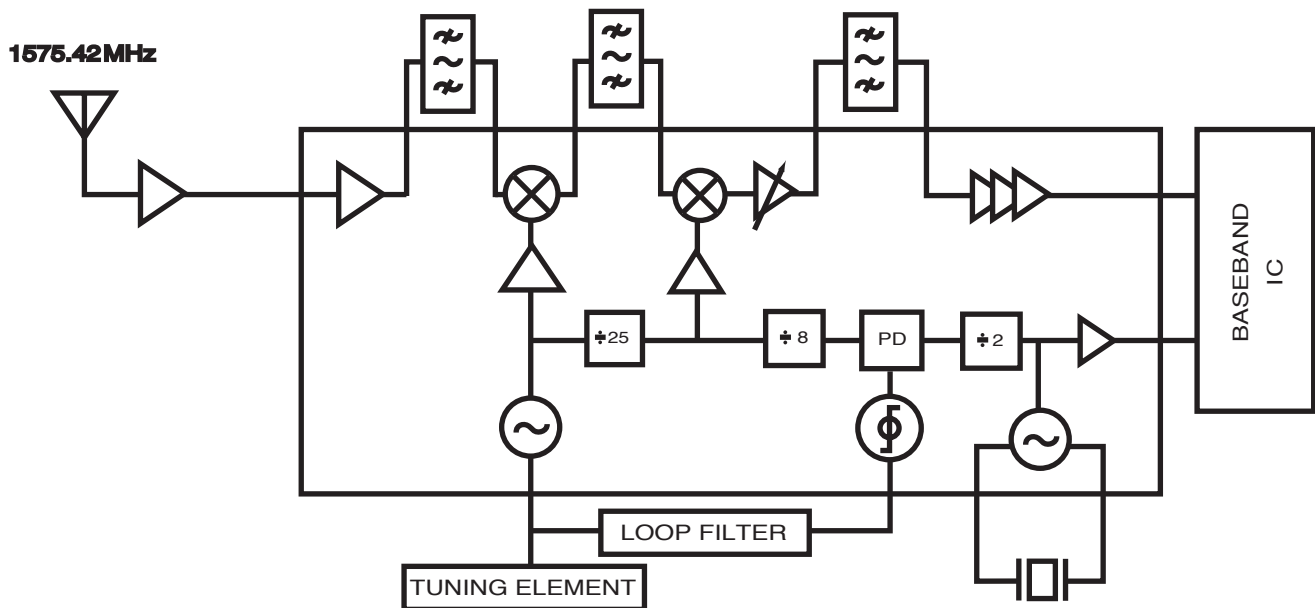 1575.42MHz
÷25
÷8
PD
÷2
BASEBAND
IC
LOOP FILTER
TUNING ELEMENT